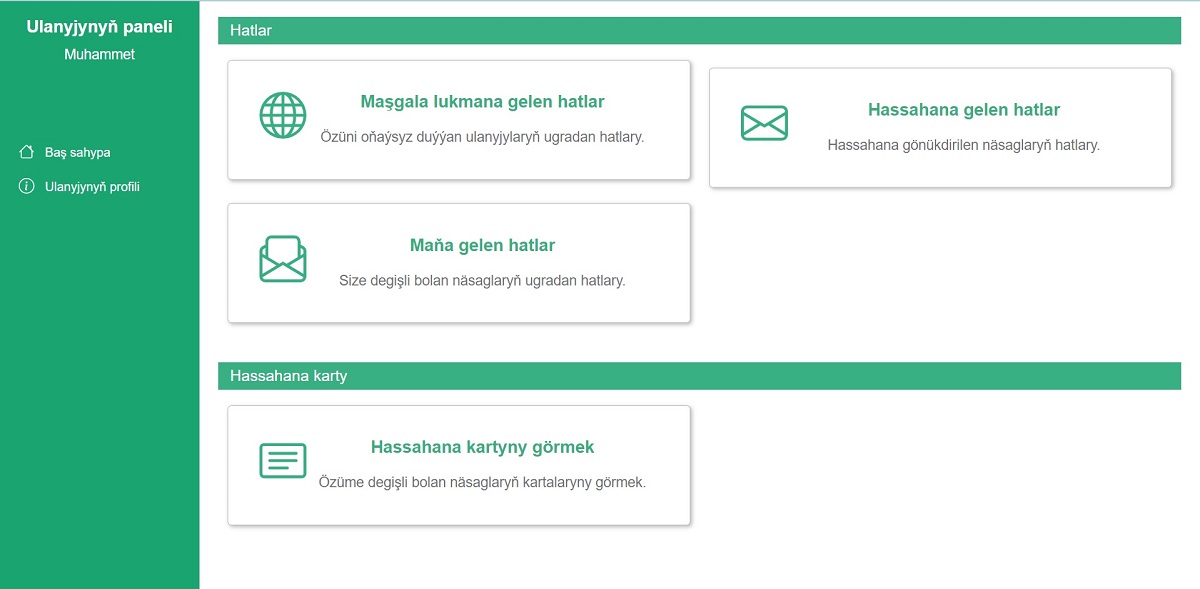 Ulanyjynyň paneli
Muhammet
Baş sahypa
Ulanyjynyň profili
Hatlar
Maşgala lukmana gelen hatlar
Özüni oňaýsyz duýýan ulanyjylaryň ugradan hatlary.
Hassahana gelen hatlar
Hassahana gönükdirilen näsaglaryň hatlary.
Maňa gelen hatlar
Size degişli bolan näsaglaryň ugradan hatlary.
Hassahana karty
Hassahana kartyny görmek
Özüme degişli bolan näsaglaryň kartalaryny görmek.